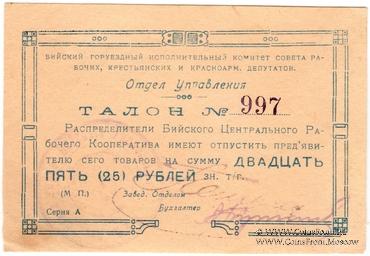 БИЙСКИЙ ГОРУЕЗДНЫЙ ИСПОЛНИТЕЛЬНЫЙ КОМИТЕТ СОВЕТА РА-
БОЧИХ, КРЕСТЬЯНСКИХ И КРАСНОАРМ. ДЕПУТАТОВ.
Отдел Управления
ТАЛОН № 997
РАСПРЕДЕЛИТЕЛИ БИЙСКОГО ЦЕНТРАЛЬНОГО РА-
БОЧЕГО КООПЕРАТИВА ИМЕЮТ ОТПУСТИТЬ ПРЕД'ЯВИ-
ТЕЛЮ СЕГО ТОВАРОВ НА СУММУ ДВАДЦАТЬ
ПЯТЬ (25) РУБЛЕЙ ЗН. Т/Г.
(М П.) Завед. Отделом
Серия А Бухгалтер
© CoinsFront.Moscow
http://CoinsFront.Moscow